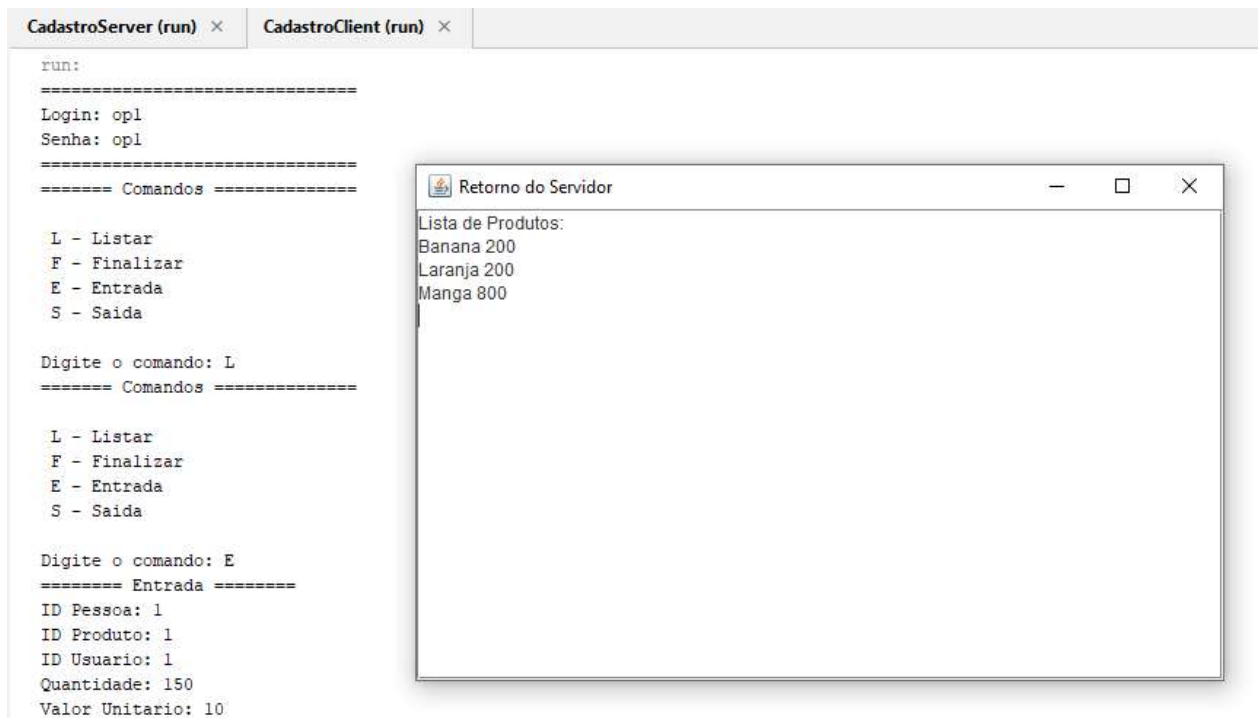 CadastroServer (run) × CadastroClient (run) ×
run:
===============================
Login: op1
Senha: op1
===============================
======= Comandos ==============
L - Listar
F - Finalizar
E - Entrada
S - Saida
Digite o comando: L
======= Comandos ==============
L - Listar
F - Finalizar
E - Entrada
S - Saida
Digite o comando: E
======== Entrada ========
ID Pessoa: 1
ID Produto: 1
ID Usuario: 1
Quantidade: 150
Valor Unitario: 10
Retorno do Servidor
Lista de Produtos:
Banana 200
Laranja 200
Manga 800